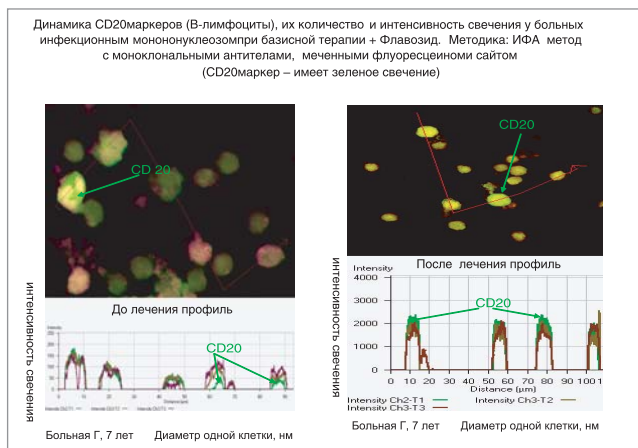 Динамика CD20маркеров (В-лимфоциты), их количество и интенсивность свечения у больных
инфекционным мононуклеозомпри базисной терапии + Флавозид. Методика: ИФА метод
с моноклональными антителами, меченными флуоресцеиноми сайтом
(CD20маркер – имеет зеленое свечение)
CD 20
CD20
интенсивность свечения
До лечения профиль
CD20
интенсивность свечения
Intensity
После лечения профиль
CD20
4000
3000
2000
1000
0
0 10 20 30 40 50 60 70 80 90 100 1
Distance [µm]
Intensity Ch2-T1
Intensity Ch3-T2
Intensity Ch3-T3
Больная Г, 7 лет Диаметр одной клетки, нм
Больная Г, 7 лет Диаметр одной клетки, нм